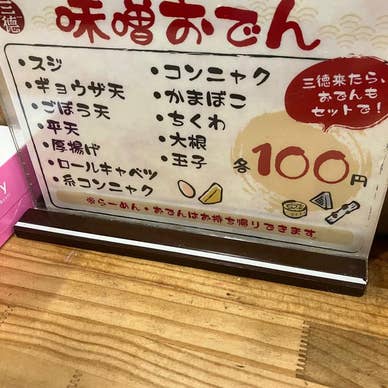 三徳
味噌おでん
・スジ
・ギョウザ天
・ごぼう天
・平天
・厚揚げ
・ロールキャベツ
・糸コンニャク
・コンニャク
・かまぼこ
・ちくわ
・大根
・玉子
三徳来たら
おでんも
セットで!
各100円
※らーめん・おでんはお持ち帰りできます